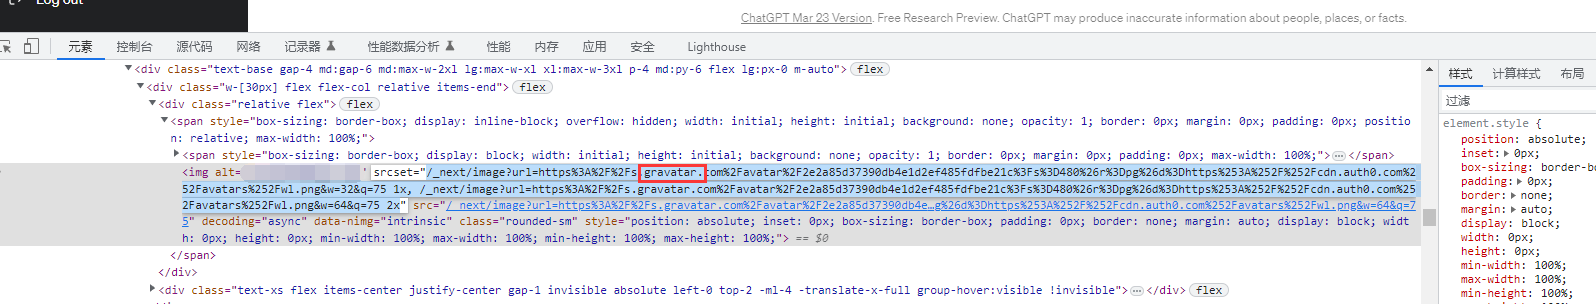 Log out
ChatGPT Mar 23 Version. Free Research Preview. ChatGPT may produce inaccurate information about people, places, or facts.
元素 控制台 源代码 网络 记录器 性能数据分析 性能 内存 应用 安全 Lighthouse
样式 计算样式 布局
过滤
<div class="text-base gap-4 md:gap-6 md:max-w-2xl lg:max-w-xl xl:max-w-3xl p-4 md:py-6 flex lg:px-0 m-auto"> flex
<div class="w-[30px] flex flex-col relative items-end"> flex
<div class="relative flex"> flex
<span style="box-sizing: border-box; display: inline-block; overflow: hidden; width: initial; height: initial; background: none; opacity: 1; border: 0px; margin: 0px; padding: 0px; positio
n: relative; max-width: 100%;">
<span style="box-sizing: border-box; display: block; width: initial; height: initial; background: none; opacity: 1; border: 0px; margin: 0px; padding: 0px; max-width: 100%;">⋯</span>
<img alt= ' srcset="/_next/image?url=https%3A%2F%2Fs.gravatar.com%2Favatar%2F2e2a85d37390db4e1d2ef485fdfbe21c%3Fs%3D480%26r%3Dpg%26d%3Dhttps%253A%252F%252Fcdn.auth0.com%2
52Favatars%252Fwl.png&w=32&q=75 1x, /_next/image?url=https%3A%2F%2Fs.gravatar.com%2Favatar%2F2e2a85d37390db4e1d2ef485fdfbe21c%3Fs%3D480%26r%3Dpg%26d%3Dhttps%253A%252F%252Fcdn.auth0.com%25
2Favatars%252Fwl.png&w=64&q=75 2x" src="/_next/image?url=https%3A%2F%2Fs.gravatar.com%2Favatar%2F2e2a85d37390db4e…g%26d%3Dhttps%253A%252F%252Fcdn.auth0.com%252Favatars%252Fwl.png&w=64&q=7
5" decoding="async" data-nimg="intrinsic" class="rounded-sm" style="position: absolute; inset: 0px; box-sizing: border-box; padding: 0px; border: none; margin: auto; display: block; widt
h: 0px; height: 0px; min-width: 100%; max-width: 100%; min-height: 100%; max-height: 100%;"> == $0
</span>
</div>
<div class="text-xs flex items-center justify-center gap-1 invisible absolute left-0 top-2 -ml-4 -translate-x-full group-hover:visible !invisible">⋯</div> flex
element.style {
position: absolute;
inset: 0px;
box-sizing: bord
padding: 0px;
border: none;
margin: auto;
display: block;
width: 0px;
height: 0px;
min-width: 100%;
max-width: 100%;
min-height: 100%